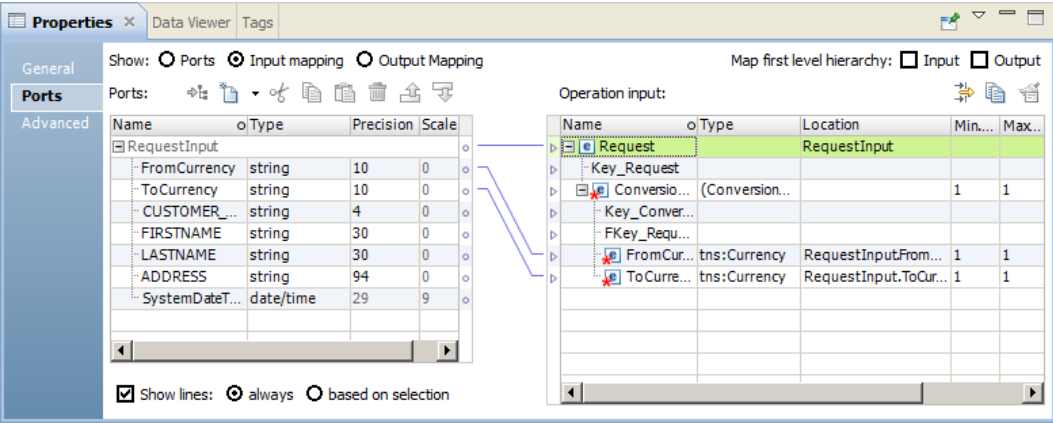 Properties
Data Viewer
Tags
General
Ports
Advanced
Show: Ports Input mapping Output Mapping
Map first level hierarchy: Input Output
Ports:
Operation input:
Name Type Precision Scale
RequestInput
FromCurrency string 10 0
ToCurrency string 10 0
CUSTOMER_... string 4 0
FIRSTNAME string 30 0
LASTNAME string 30 0
ADDRESS string 94 0
SystemDateT... date/time 29 9
Name Type Location Min.... Max...
Request RequestInput
Key_Request
Conversio... {Conversion... 1 1
Key_Conver...
FKey_Requ...
FromCur... tns:Currency RequestInput.From... 1 1
ToCurre... tns:Currency RequestInput.ToCur... 1 1
Show lines: always based on selection